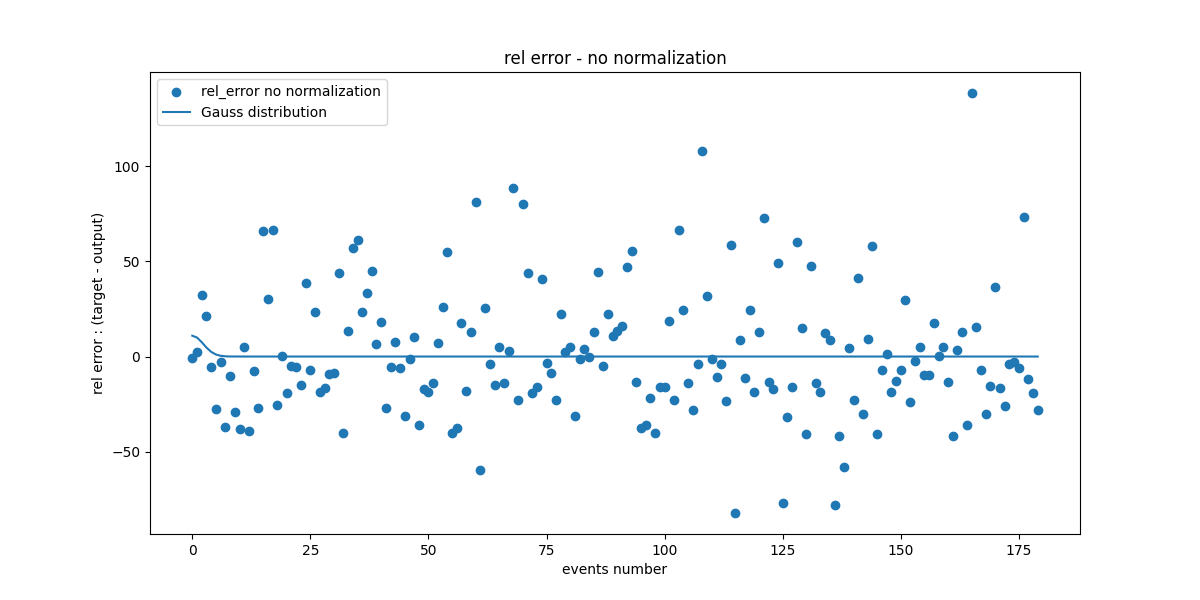 rel error - no normalization
rel_error no normalization
Gauss distribution
100
50
0
−50
rel error : (target - output)
0 25 50 75 100 125 150 175
events number